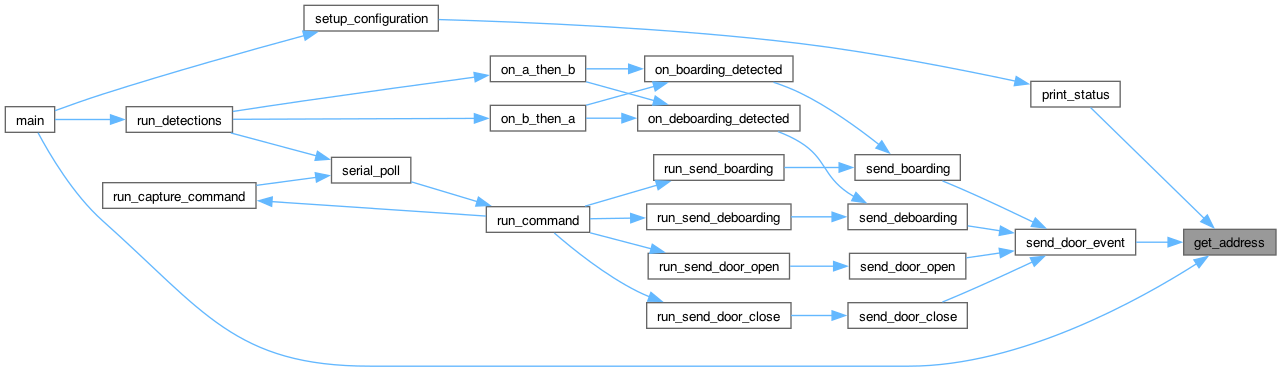 setup_configuration
on_a_then_b
on_boarding_detected
print_status
main
run_detections
on_b_then_a
on_deboarding_detected
serial_poll
run_send_boarding
send_boarding
run_capture_command
run_command
run_send_deboarding
send_deboarding
send_door_event
get_address
run_send_door_open
send_door_open
run_send_door_close
send_door_close